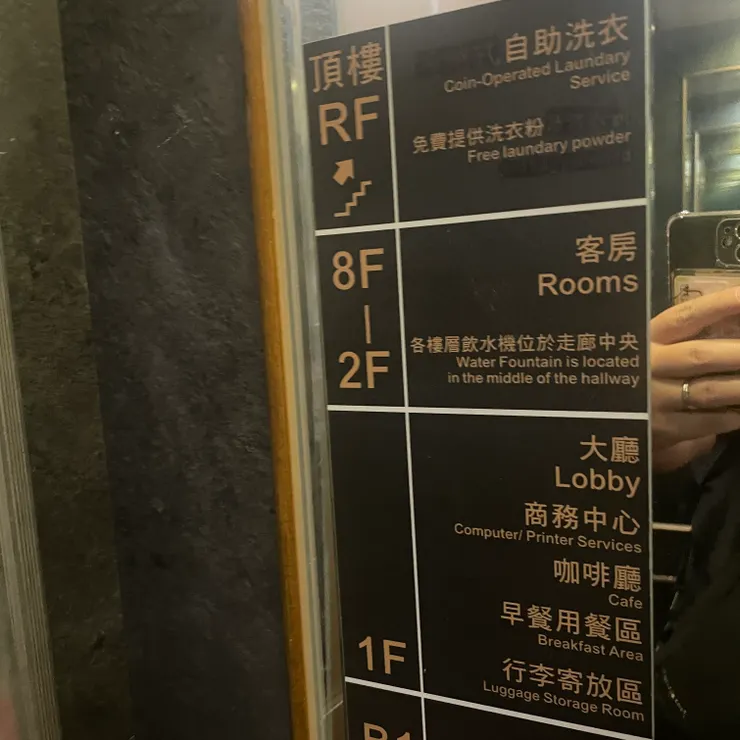 頂樓
RF
自助洗衣
Coin-Operated Laundary
Service
免費提供洗衣粉
Free laundary powder
8F
|
2F
客房
Rooms
各樓層飲水機位於走廊中央
Water Fountain is located
in the middle of the hallway
1F
大廳
Lobby
商務中心
Computer/ Printer Services
咖啡廳
Cafe
早餐用餐區
Breakfast Area
行李寄放區
Luggage Storage Room
B1